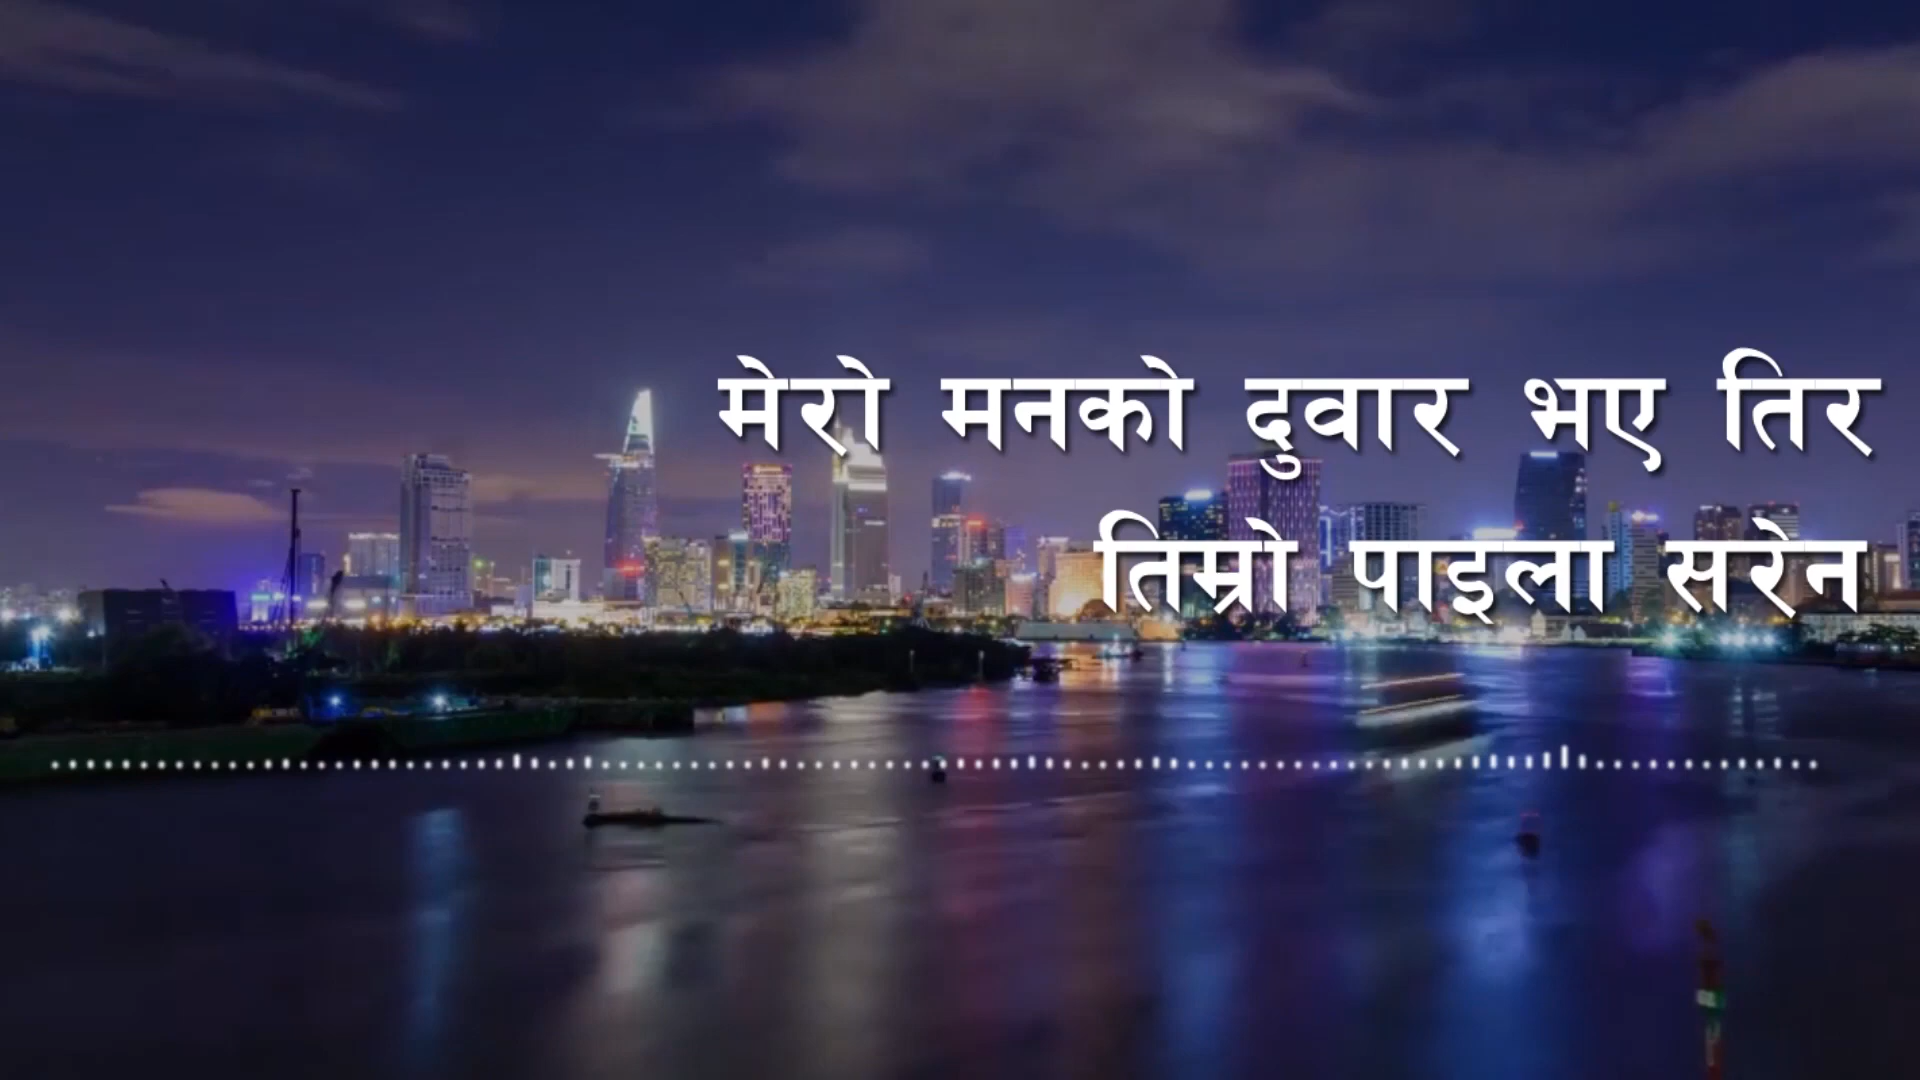 मेरो मनको दुवार भए तिर
तिम्रो पाइला सरेन